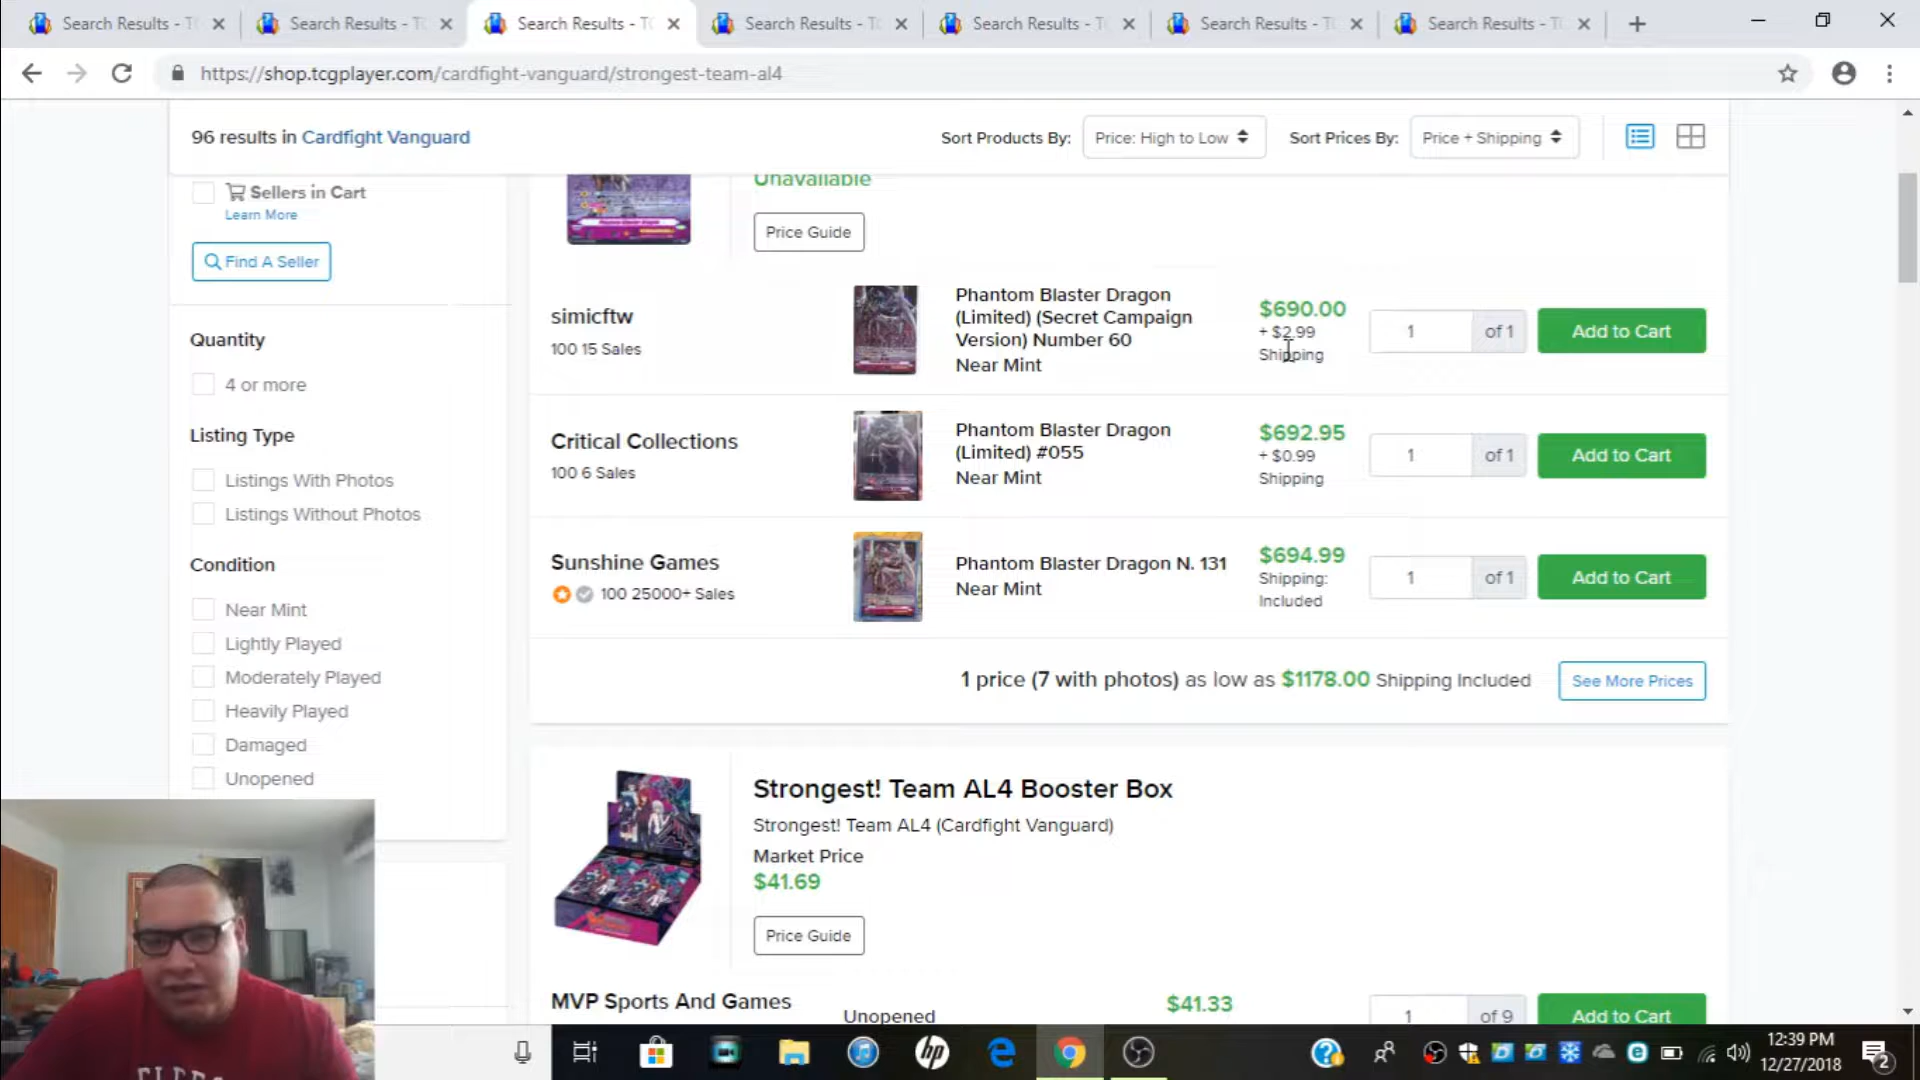 Search Results - TC
Search Results - TC
Search Results - TC
Search Results - TC
Search Results - TC
Search Results - TC
Search Results - TC
https://shop.tcgplayer.com/cardfight-vanguard/strongest-team-al4
96 results in Cardfight Vanguard
Sort Products By:
Price: High to Low
Sort Prices By:
Price + Shipping
Sellers in Cart
Learn More
Find A Seller
Quantity
4 or more
Listing Type
Listings With Photos
Listings Without Photos
Condition
Near Mint
Lightly Played
Moderately Played
Heavily Played
Damaged
Unopened
Unavailable
Price Guide
simicftw
100 15 Sales
Phantom Blaster Dragon
(Limited) (Secret Campaign
Version) Number 60
Near Mint
$690.00
+ $2.99
Shipping
1
of 1
Add to Cart
Critical Collections
100 6 Sales
Phantom Blaster Dragon
(Limited) #055
Near Mint
$692.95
+ $0.99
Shipping
1
of 1
Add to Cart
Sunshine Games
100 25000+ Sales
Phantom Blaster Dragon N. 131
Near Mint
$694.99
Shipping:
Included
1
of 1
Add to Cart
1 price (7 with photos) as low as $1178.00 Shipping Included
See More Prices
Strongest! Team AL4 Booster Box
Strongest! Team AL4 (Cardfight Vanguard)
Market Price
$41.69
Price Guide
MVP Sports And Games
Unopened
$41.33
1
of 9
Add to Cart
hp
12:39 PM
12/27/2018
2